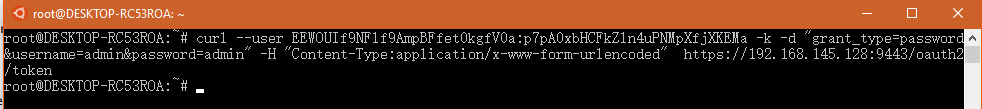 root@DESKTOP-RC53ROA: ~
root@DESKTOP-RC53ROA:~# curl --user EEWOUIf9NF1f9AmpBFfet0kgfV0a:p7pA0xbHCFkZ1n4uPNMpXfjXKEMa -k -d "grant_type=password
&username=admin&password=admin" -H "Content-Type:application/x-www-form-urlencoded" https://192.168.145.128:9443/oauth2
/token
root@DESKTOP-RC53ROA:~#